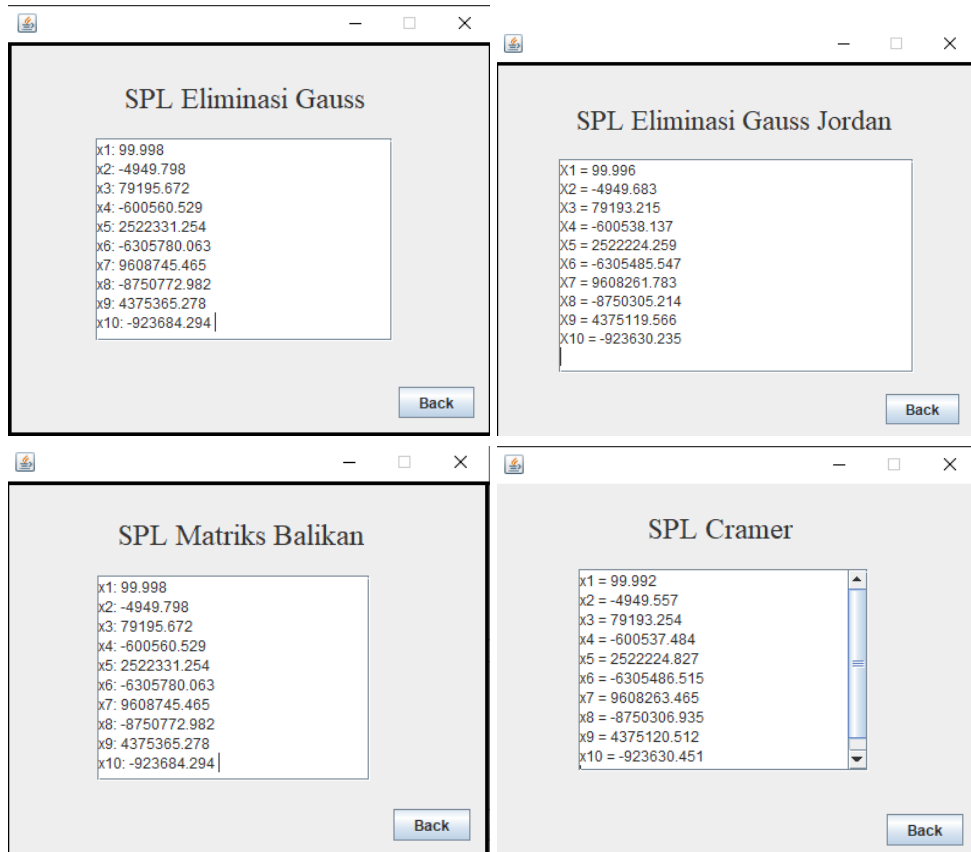 SPL Eliminasi Gauss
x1: 99.998
x2: -4949.798
x3: 79195.672
x4: -600560.529
x5: 2522331.254
x6: -6305780.063
x7: 9608745.465
x8: -8750772.982
x9: 4375365.278
x10: -923684.294
Back
SPL Eliminasi Gauss Jordan
X1 = 99.996
X2 = -4949.683
X3 = 79193.215
X4 = -600538.137
X5 = 2522224.259
X6 = -6305485.547
X7 = 9608261.783
X8 = -8750305.214
X9 = 4375119.566
X10 = -923630.235
Back
SPL Matriks Balikan
x1: 99.998
x2: -4949.798
x3: 79195.672
x4: -600560.529
x5: 2522331.254
x6: -6305780.063
x7: 9608745.465
x8: -8750772.982
x9: 4375365.278
x10: -923684.294
Back
SPL Cramer
x1 = 99.992
x2 = -4949.557
x3 = 79193.254
x4 = -600537.484
x5 = 2522224.827
x6 = -6305486.515
x7 = 9608263.465
x8 = -8750306.935
x9 = 4375120.512
x10 = -923630.451
Back